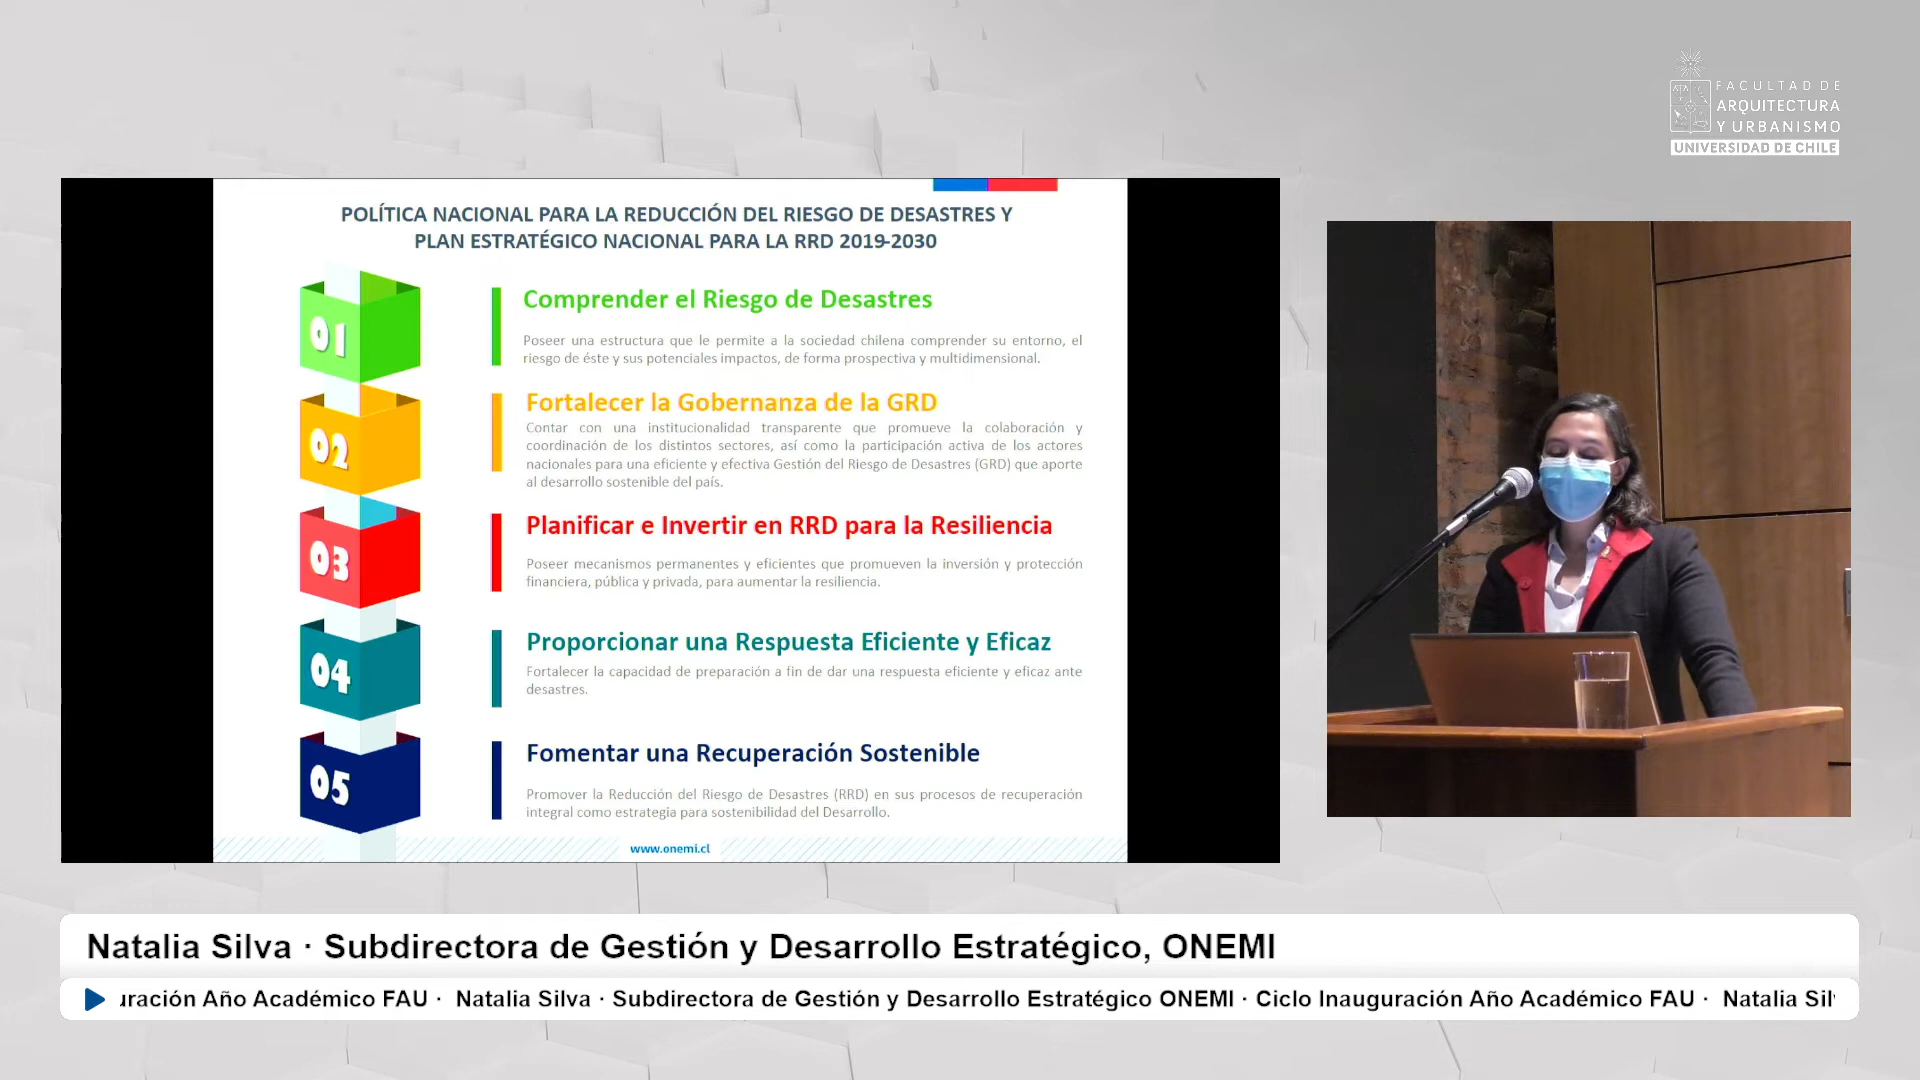 FACULTAD DE
ARQUITECTURA
Y URBANISMO
UNIVERSIDAD DE CHILE
POLÍTICA NACIONAL PARA LA REDUCCIÓN DEL RIESGO DE DESASTRES Y
PLAN ESTRATÉGICO NACIONAL PARA LA RRD 2019-2030
01
Comprender el Riesgo de Desastres
Poseer una estructura que le permite a la sociedad chilena comprender su entorno, el
riesgo de éste y sus potenciales impactos, de forma prospectiva y multidimensional.
02
Fortalecer la Gobernanza de la GRD
Contar con una institucionalidad transparente que promueve la colaboración y
coordinación de los distintos sectores, así como la participación activa de los actores
nacionales para una eficiente y efectiva Gestión del Riesgo de Desastres (GRD) que aporte
al desarrollo sostenible del país.
03
Planificar e Invertir en RRD para la Resiliencia
Poseer mecanismos permanentes y eficientes que promueven la inversión y protección
financiera, pública y privada, para aumentar la resiliencia.
04
Proporcionar una Respuesta Eficiente y Eficaz
Fortalecer la capacidad de preparación a fin de dar una respuesta eficiente y eficaz ante
desastres.
05
Fomentar una Recuperación Sostenible
Promover la Reducción del Riesgo de Desastres (RRD) en sus procesos de recuperación
integral como estrategia para sostenibilidad del Desarrollo.
www.onemi.cl
Natalia Silva · Subdirectora de Gestión y Desarrollo Estratégico, ONEMI
uración Año Académico FAU · Natalia Silva · Subdirectora de Gestión y Desarrollo Estratégico ONEMI · Ciclo Inauguración Año Académico FAU · Natalia Sil